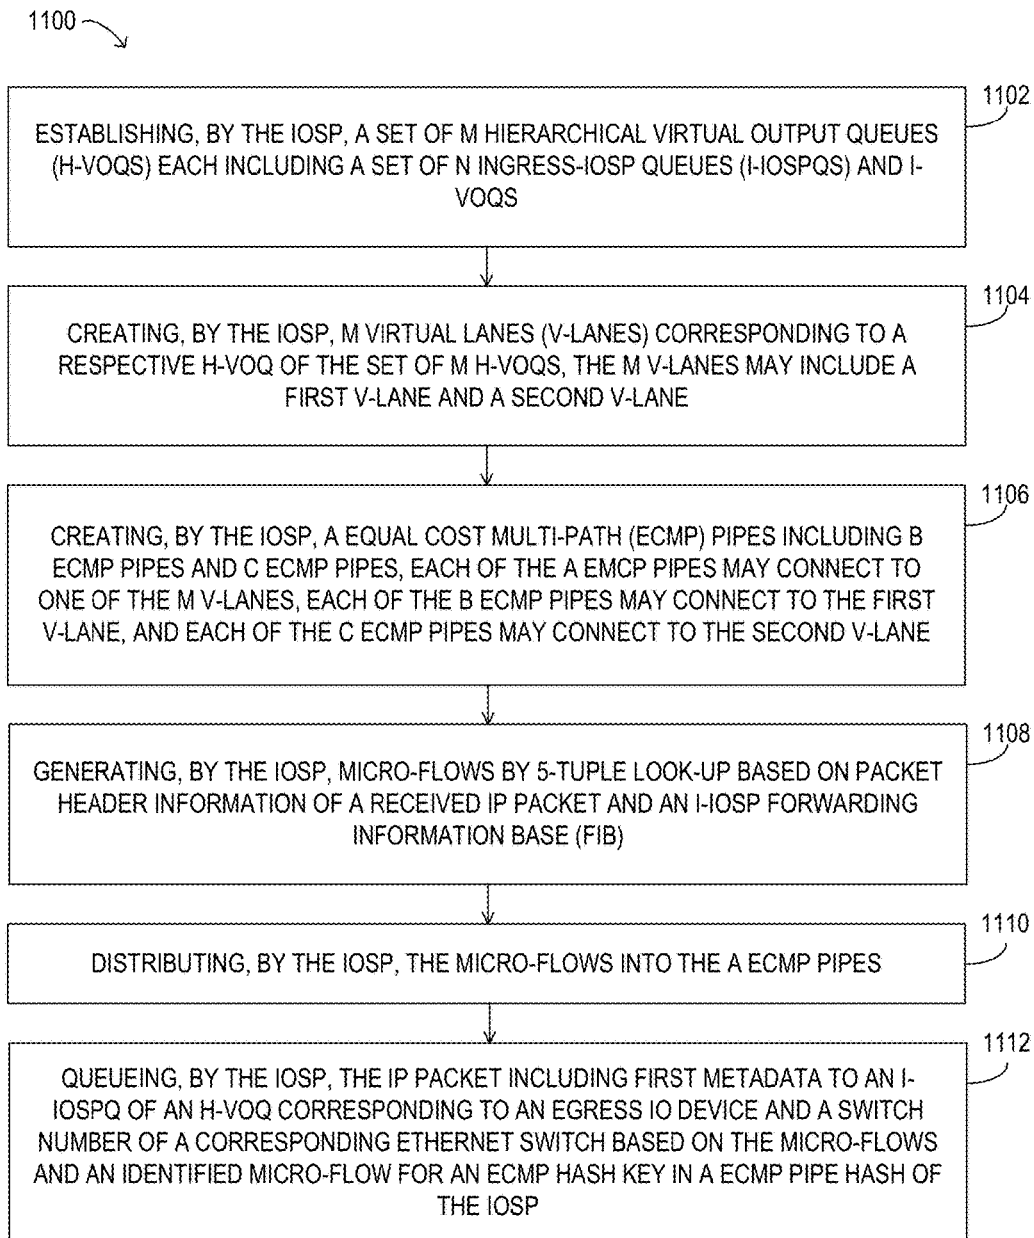 1100
1102
ESTABLISHING, BY THE IOSP, A SET OF M HIERARCHICAL VIRTUAL OUTPUT QUEUES
(H-VOQS) EACH INCLUDING A SET OF N INGRESS-IOSP QUEUES (I-IOSPQS) AND I-
VOQS
1104
CREATING, BY THE IOSP, M VIRTUAL LANES (V-LANES) CORRESPONDING TO A
RESPECTIVE H-VOQ OF THE SET OF M H-VOQS, THE M V-LANES MAY INCLUDE A
FIRST V-LANE AND A SECOND V-LANE
1106
CREATING, BY THE IOSP, A EQUAL COST MULTI-PATH (ECMP) PIPES INCLUDING B
ECMP PIPES AND C ECMP PIPES, EACH OF THE A EMCP PIPES MAY CONNECT TO
ONE OF THE M V-LANES, EACH OF THE B ECMP PIPES MAY CONNECT TO THE FIRST
V-LANE, AND EACH OF THE C ECMP PIPES MAY CONNECT TO THE SECOND V-LANE
1108
GENERATING, BY THE IOSP, MICRO-FLOWS BY 5-TUPLE LOOK-UP BASED ON PACKET
HEADER INFORMATION OF A RECEIVED IP PACKET AND AN I-IOSP FORWARDING
INFORMATION BASE (FIB)
1110
DISTRIBUTING, BY THE IOSP, THE MICRO-FLOWS INTO THE A ECMP PIPES
1112
QUEUEING, BY THE IOSP, THE IP PACKET INCLUDING FIRST METADATA TO AN I-
IOSPQ OF AN H-VOQ CORRESPONDING TO AN EGRESS IO DEVICE AND A SWITCH
NUMBER OF A CORRESPONDING ETHERNET SWITCH BASED ON THE MICRO-FLOWS
AND AN IDENTIFIED MICRO-FLOW FOR AN ECMP HASH KEY IN A ECMP PIPE HASH OF
THE IOSP